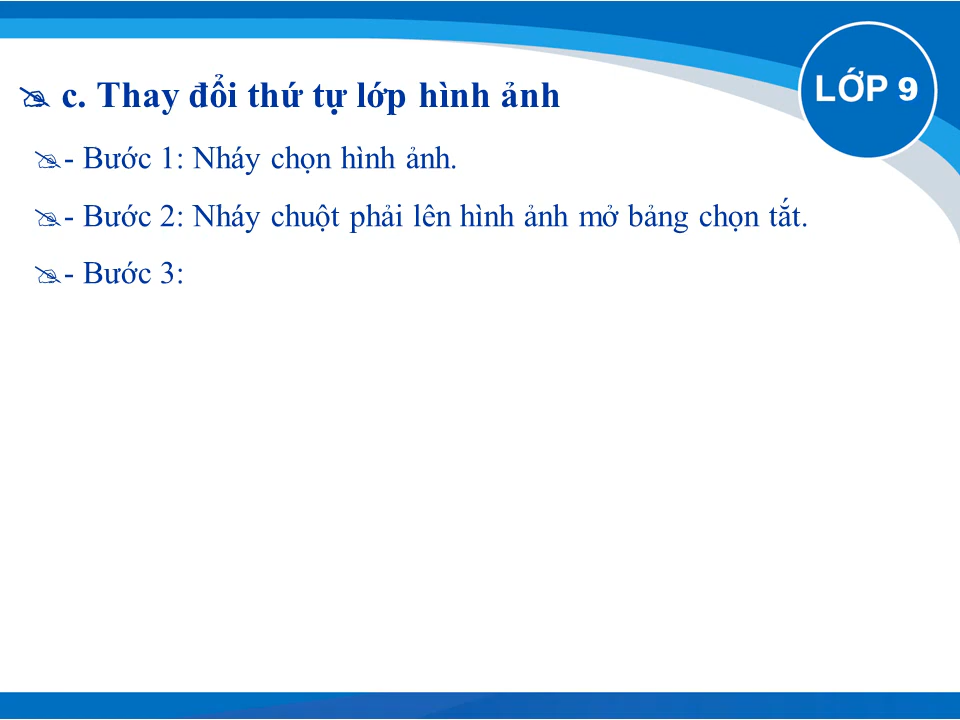 LỚP 9
c. Thay đổi thứ tự lớp hình ảnh
- Bước 1: Nháy chọn hình ảnh.
- Bước 2: Nháy chuột phải lên hình ảnh mở bảng chọn tắt.
- Bước 3: